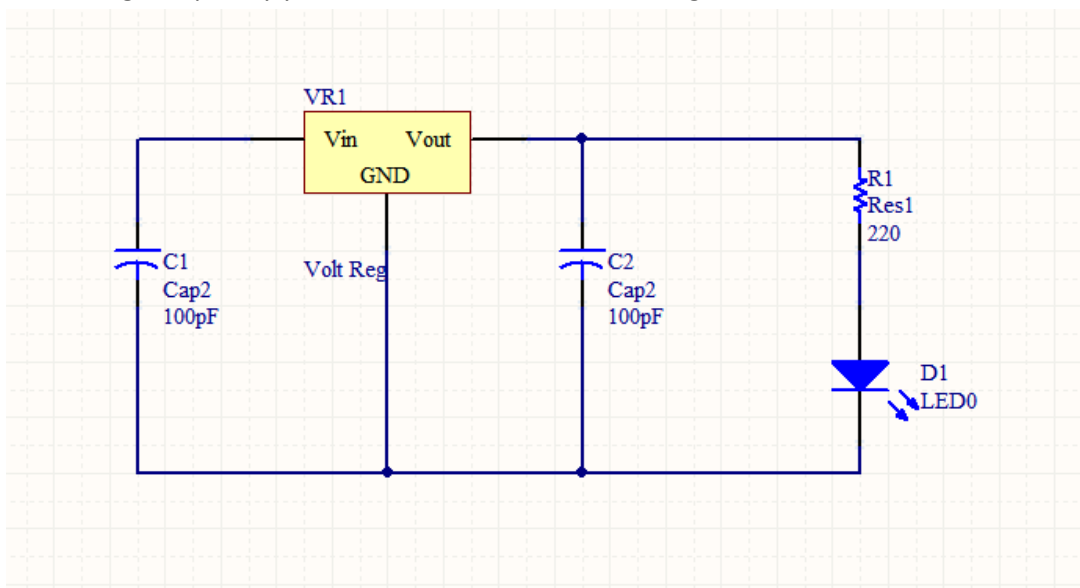 VR1
Vin Vout
GND
Volt Reg
C1
Cap2
100pF
C2
Cap2
100pF
R1
Res1
220
D1
LED0